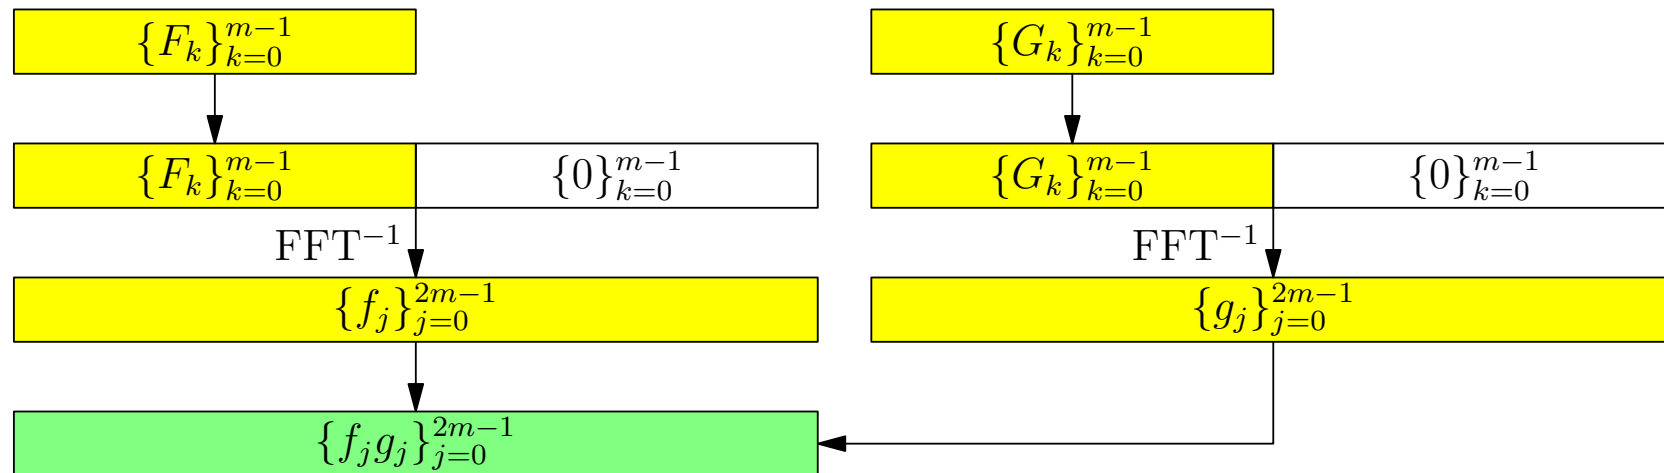 {F_k}_{k=0}^{m−1} {G_k}_{k=0}^{m−1}
{F_k}_{k=0}^{m−1} {0}_{k=0}^{m−1} {G_k}_{k=0}^{m−1} {0}_{k=0}^{m−1}
FFT^{−1} FFT^{−1}
{f_j}_{j=0}^{2m−1} {g_j}_{j=0}^{2m−1}
{f_j g_j}_{j=0}^{2m−1}